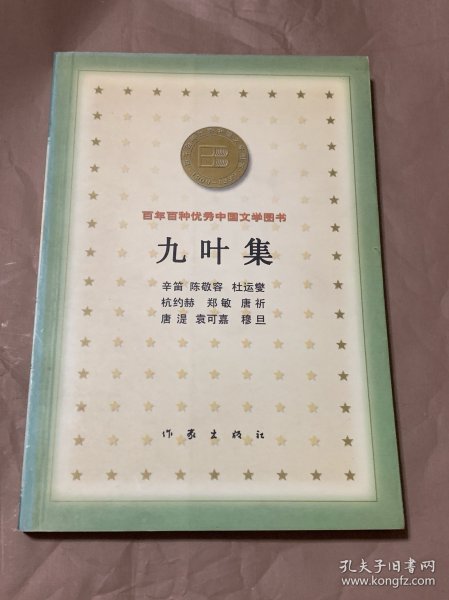 百年百种优秀中国文学图书
九叶集
辛笛 陈敬容 杜运燮
杭约赫 郑敏 唐祈
唐湜 袁可嘉 穆旦
作家出版社
孔夫子旧书网
www.kongfz.com